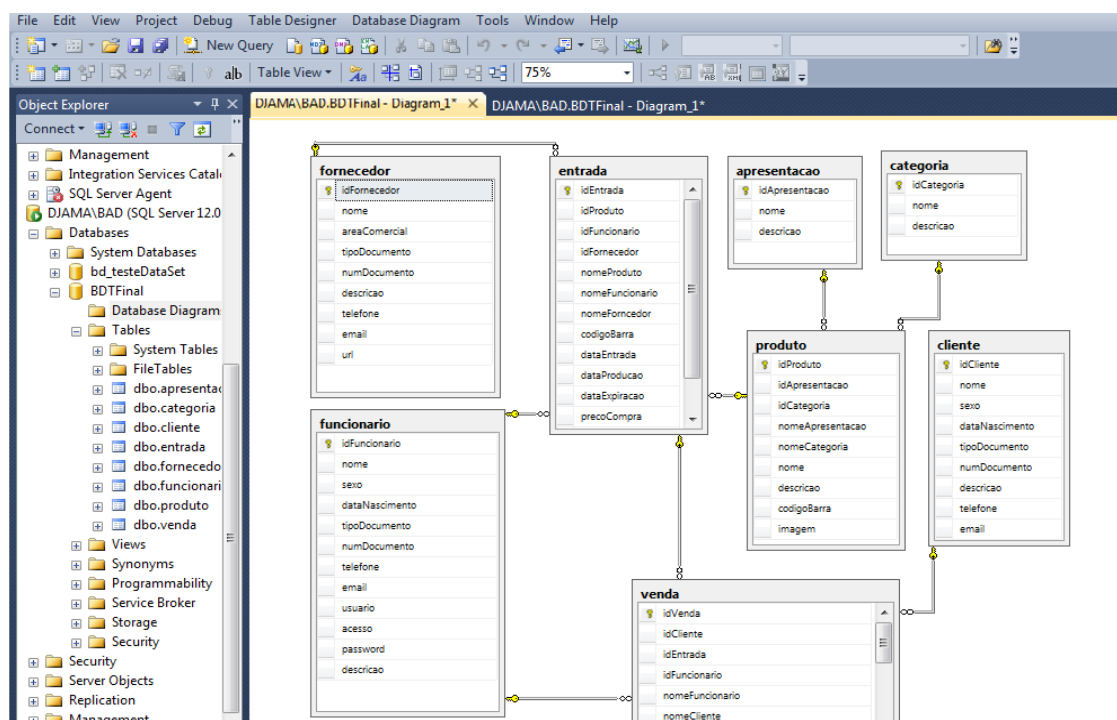 File Edit View Project Debug Table Designer Database Diagram Tools Window Help
New Query
alb Table View 75%
Object Explorer
DJAMA\BAD.BDTFinal - Diagram_1* DJAMA\BAD.BDTFinal - Diagram_1*
Connect
Management
Integration Services Catal
SQL Server Agent
DJAMA\BAD (SQL Server 12.0
Databases
System Databases
bd_testeDataSet
BDTFinal
Database Diagram
Tables
System Tables
FileTables
dbo.apresentac
dbo.categoria
dbo.cliente
dbo.entrada
dbo.fornecedo
dbo.funcionari
dbo.produto
dbo.venda
Views
Synonyms
Programmability
Service Broker
Storage
Security
Security
Server Objects
Replication
Management
fornecedor
idFornecedor
nome
areaComercial
tipoDocumento
numDocumento
descricao
telefone
email
url
entrada
idEntrada
idProduto
idFuncionario
idFornecedor
nomeProduto
nomeFuncionario
nomeForncedor
codigoBarra
dataEntrada
dataProducao
dataExpiracao
precoCompra
apresentacao
idApresentacao
nome
descricao
categoria
idCategoria
nome
descricao
funcionario
idFuncionario
nome
sexo
dataNascimento
tipoDocumento
numDocumento
telefone
email
usuario
acesso
password
descricao
produto
idProduto
idApresentacao
idCategoria
nomeApresentacao
nomeCategoria
nome
descricao
codigoBarra
imagem
cliente
idCliente
nome
sexo
dataNascimento
tipoDocumento
numDocumento
descricao
telefone
email
venda
idVenda
idCliente
idEntrada
idFuncionario
nomeFuncionario
nomeCliente